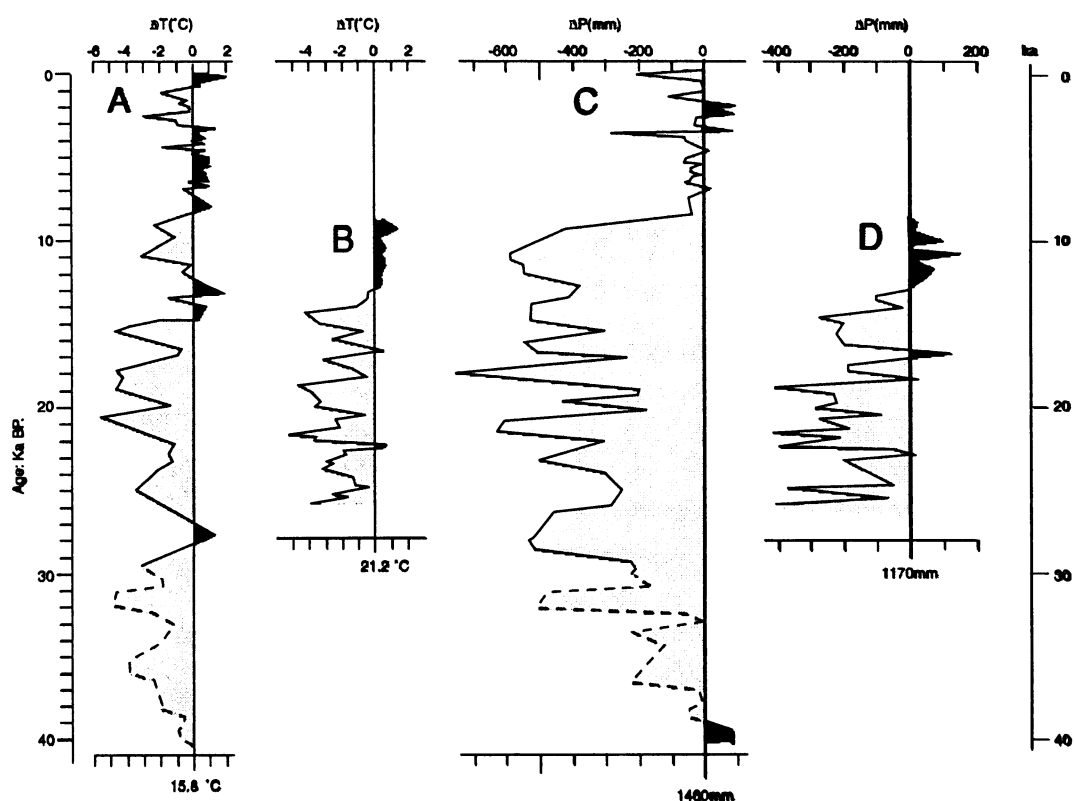 ΔT(°C) ΔT(°C) ΔP(mm) ΔP(mm)
-6 -4 -2 0 2 -4 -2 0 2 -600 -400 -200 0 -400 -200 0 200 ka
0 0
A B C D
10 10
20 20
Age: Ka BP.
21.2 °C 1170mm
30 30
40 40
15.8 °C 1460mm